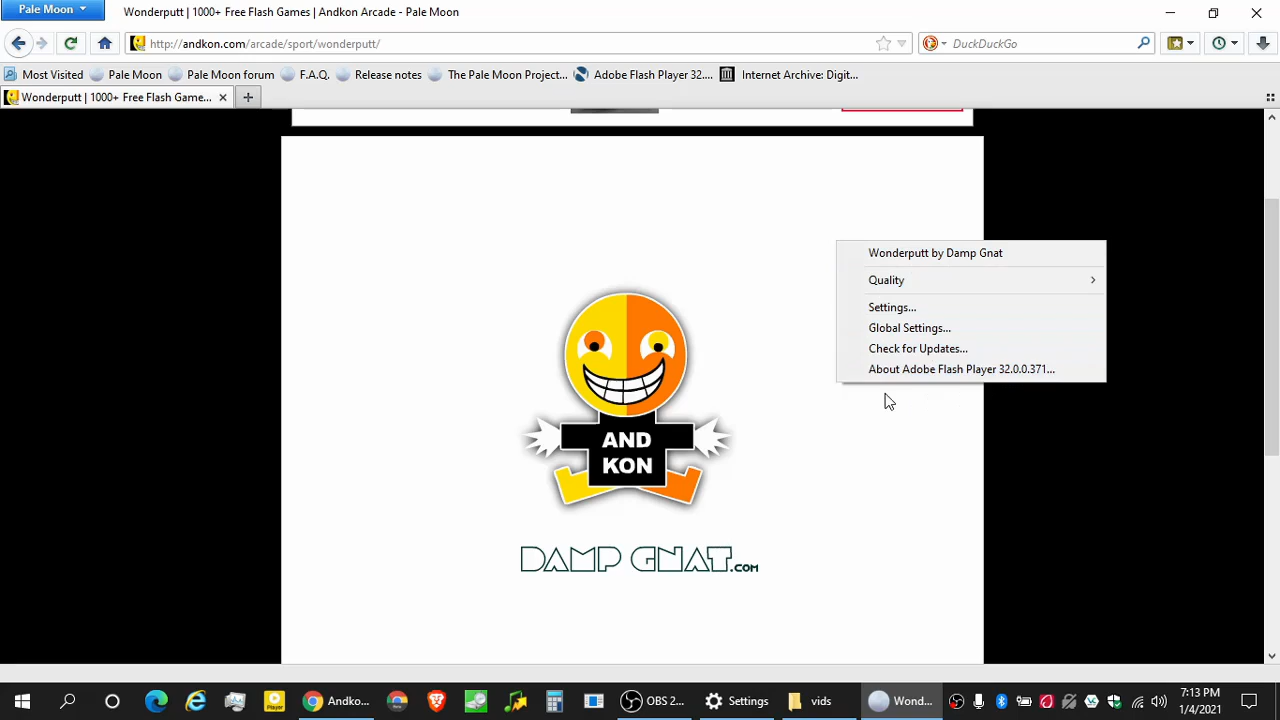 Pale Moon
Wonderputt | 1000+ Free Flash Games | Andkon Arcade - Pale Moon
http://andkon.com/arcade/sport/wonderputt/
DuckDuckGo
Most Visited Pale Moon Pale Moon forum F.A.Q. Release notes The Pale Moon Project... Adobe Flash Player 32.... Internet Archive: Digit...
Wonderputt | 1000+ Free Flash Game...
Wonderputt by Damp Gnat
Quality
Settings...
Global Settings...
Check for Updates...
About Adobe Flash Player 32.0.0.371...
AND
KON
DAMP GNAT.COM
Player
Andko...
OBS 2...
Settings
vids
Wond...
7:13 PM
1/4/2021